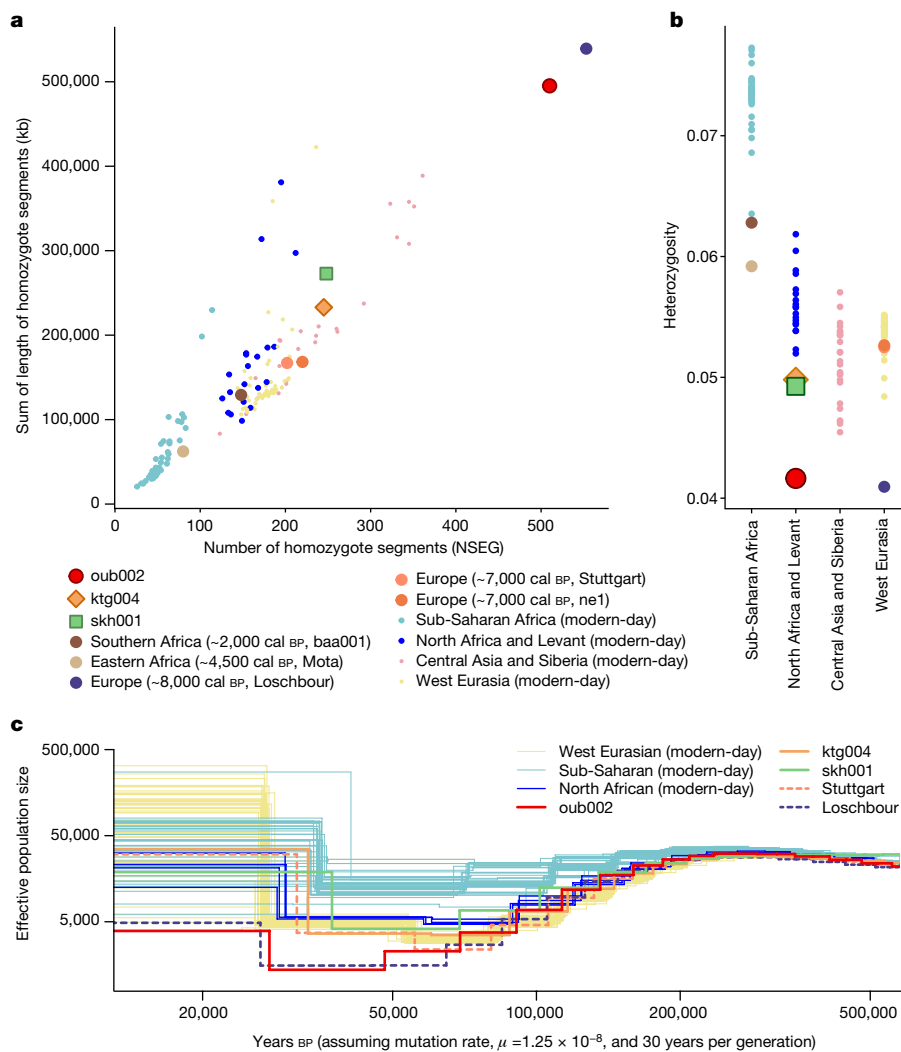 a
Sum of length of homozygote segments (kb)
500,000
400,000
300,000
200,000
100,000
0
0 100 200 300 400 500
Number of homozygote segments (NSEG)
b
Heterozygosity
0.07
0.06
0.05
0.04
Sub-Saharan Africa
North Africa and Levant
Central Asia and Siberia
West Eurasia
oub002
ktg004
skh001
Southern Africa (~2,000 cal BP, baa001)
Eastern Africa (~4,500 cal BP, Mota)
Europe (~8,000 cal BP, Loschbour)
Europe (~7,000 cal BP, Stuttgart)
Europe (~7,000 cal BP, ne1)
Sub-Saharan Africa (modern-day)
North Africa and Levant (modern-day)
Central Asia and Siberia (modern-day)
West Eurasia (modern-day)
c
Effective population size
500,000
50,000
5,000
West Eurasian (modern-day)
Sub-Saharan (modern-day)
North African (modern-day)
oub002
ktg004
skh001
Stuttgart
Loschbour
20,000 50,000 100,000 200,000 500,000
Years BP (assuming mutation rate, μ =1.25 × 10⁻⁸, and 30 years per generation)